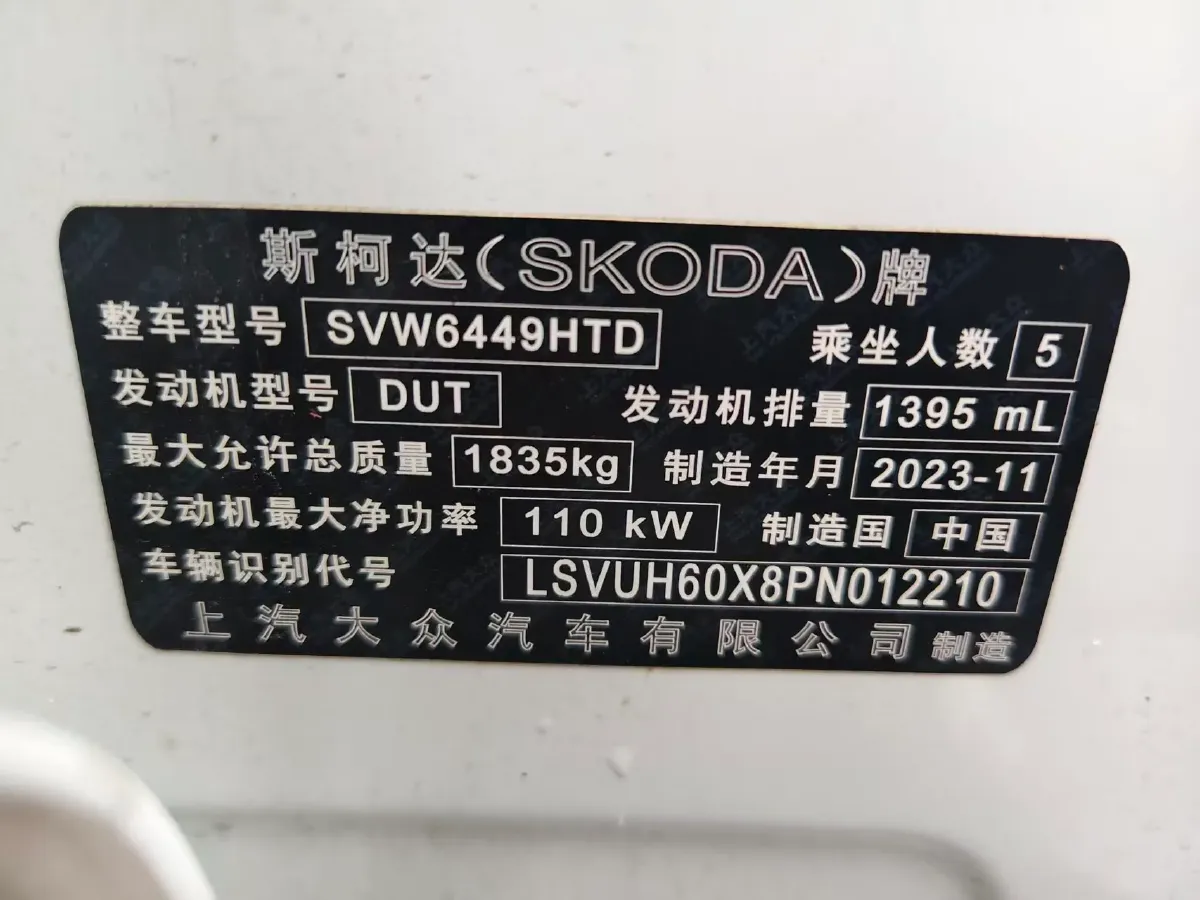 斯柯达(SKODA)牌
整车型号 SVW6449HTD 乘坐人数 5
发动机型号 DUT 发动机排量 1395 mL
最大允许总质量 1835kg 制造年月 2023-11
发动机最大净功率 110 kW 制造国 中国
车辆识别代号 LSVUH60X8PN012210
上汽大众汽车有限公司 制造